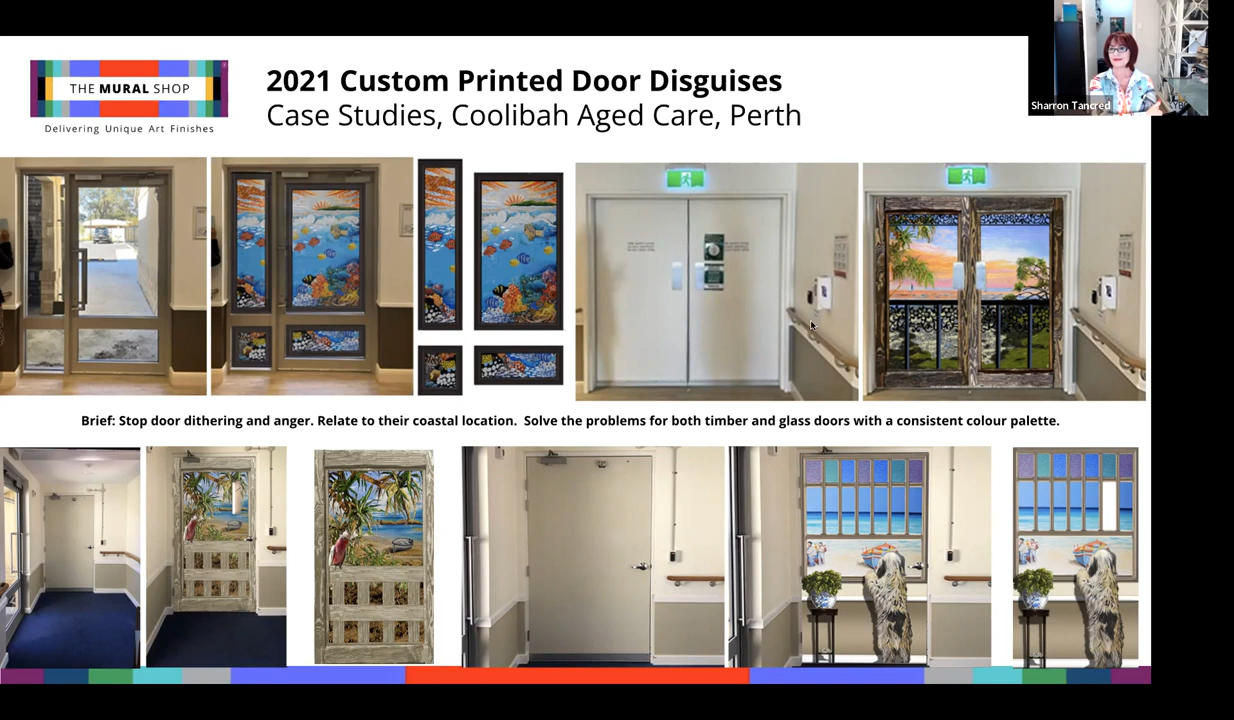 THE MURAL SHOP
Delivering Unique Art Finishes
2021 Custom Printed Door Disguises
Case Studies, Coolibah Aged Care, Perth
Sharron Tancred
Brief: Stop door dithering and anger. Relate to their coastal location. Solve the problems for both timber and glass doors with a consistent colour palette.